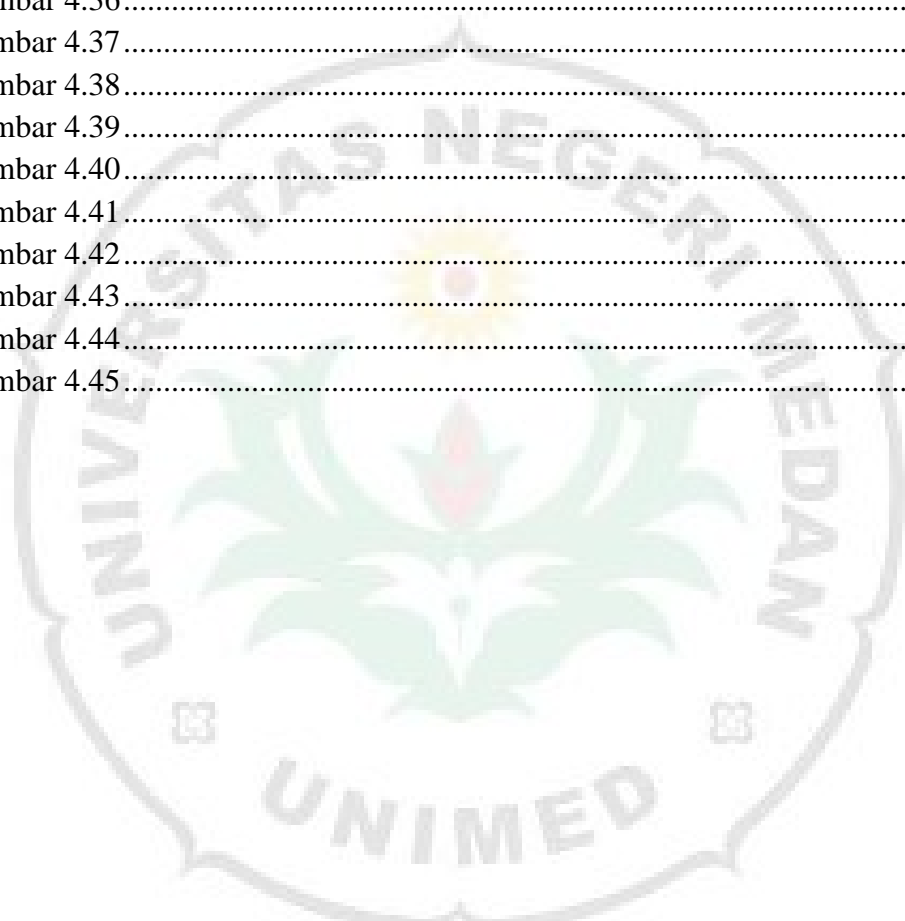 mbar 4.36
mbar 4.37
mbar 4.38
mbar 4.39
mbar 4.40
mbar 4.41
mbar 4.42
mbar 4.43
mbar 4.44
mbar 4.45
UNIVERSITAS NEGERI MEDAN
UNIMED